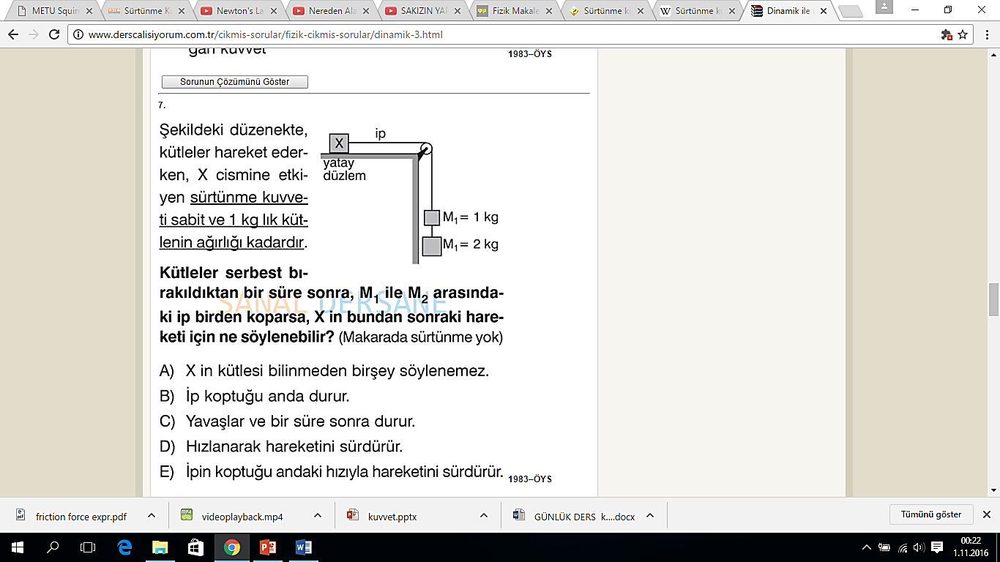 METU Squirr
Sürtünme K
Newton's La
Nereden Ala
SAKIZIN YAP
Fizik Makale
Sürtünme ku
Sürtünme ku
Dinamik ile i
www.derscalisiyorum.com.tr/cikmis-sorular/fizik-cikmis-sorular/dinamik-3.html
gan kuvvet
1983–ÖYS
Sorunun Çözümünü Göster
7.
Şekildeki düzenekte,
kütleler hareket eder-
ken, X cismine etki-
yen sürtünme kuvve-
ti sabit ve 1 kg lık küt-
lenin ağırlığı kadardır.
X
ip
yatay
düzlem
M₁= 1 kg
M₁= 2 kg
Kütleler serbest bı-
rakıldıktan bir süre sonra, M₁ ile M₂ arasında-
SANAL DERSANE
ki ip birden koparsa, X in bundan sonraki hare-
keti için ne söylenebilir? (Makarada sürtünme yok)
A) X in kütlesi bilinmeden birşey söylenemez.
B) İp koptuğu anda durur.
C) Yavaşlar ve bir süre sonra durur.
D) Hızlanarak hareketini sürdürür.
E) İpin koptuğu andaki hızıyla hareketini sürdürür.
1983–ÖYS
friction force expr.pdf
videoplayback.mp4
kuvvet.pptx
GÜNLÜK DERS k....docx
Tümünü göster
00:22
1.11.2016